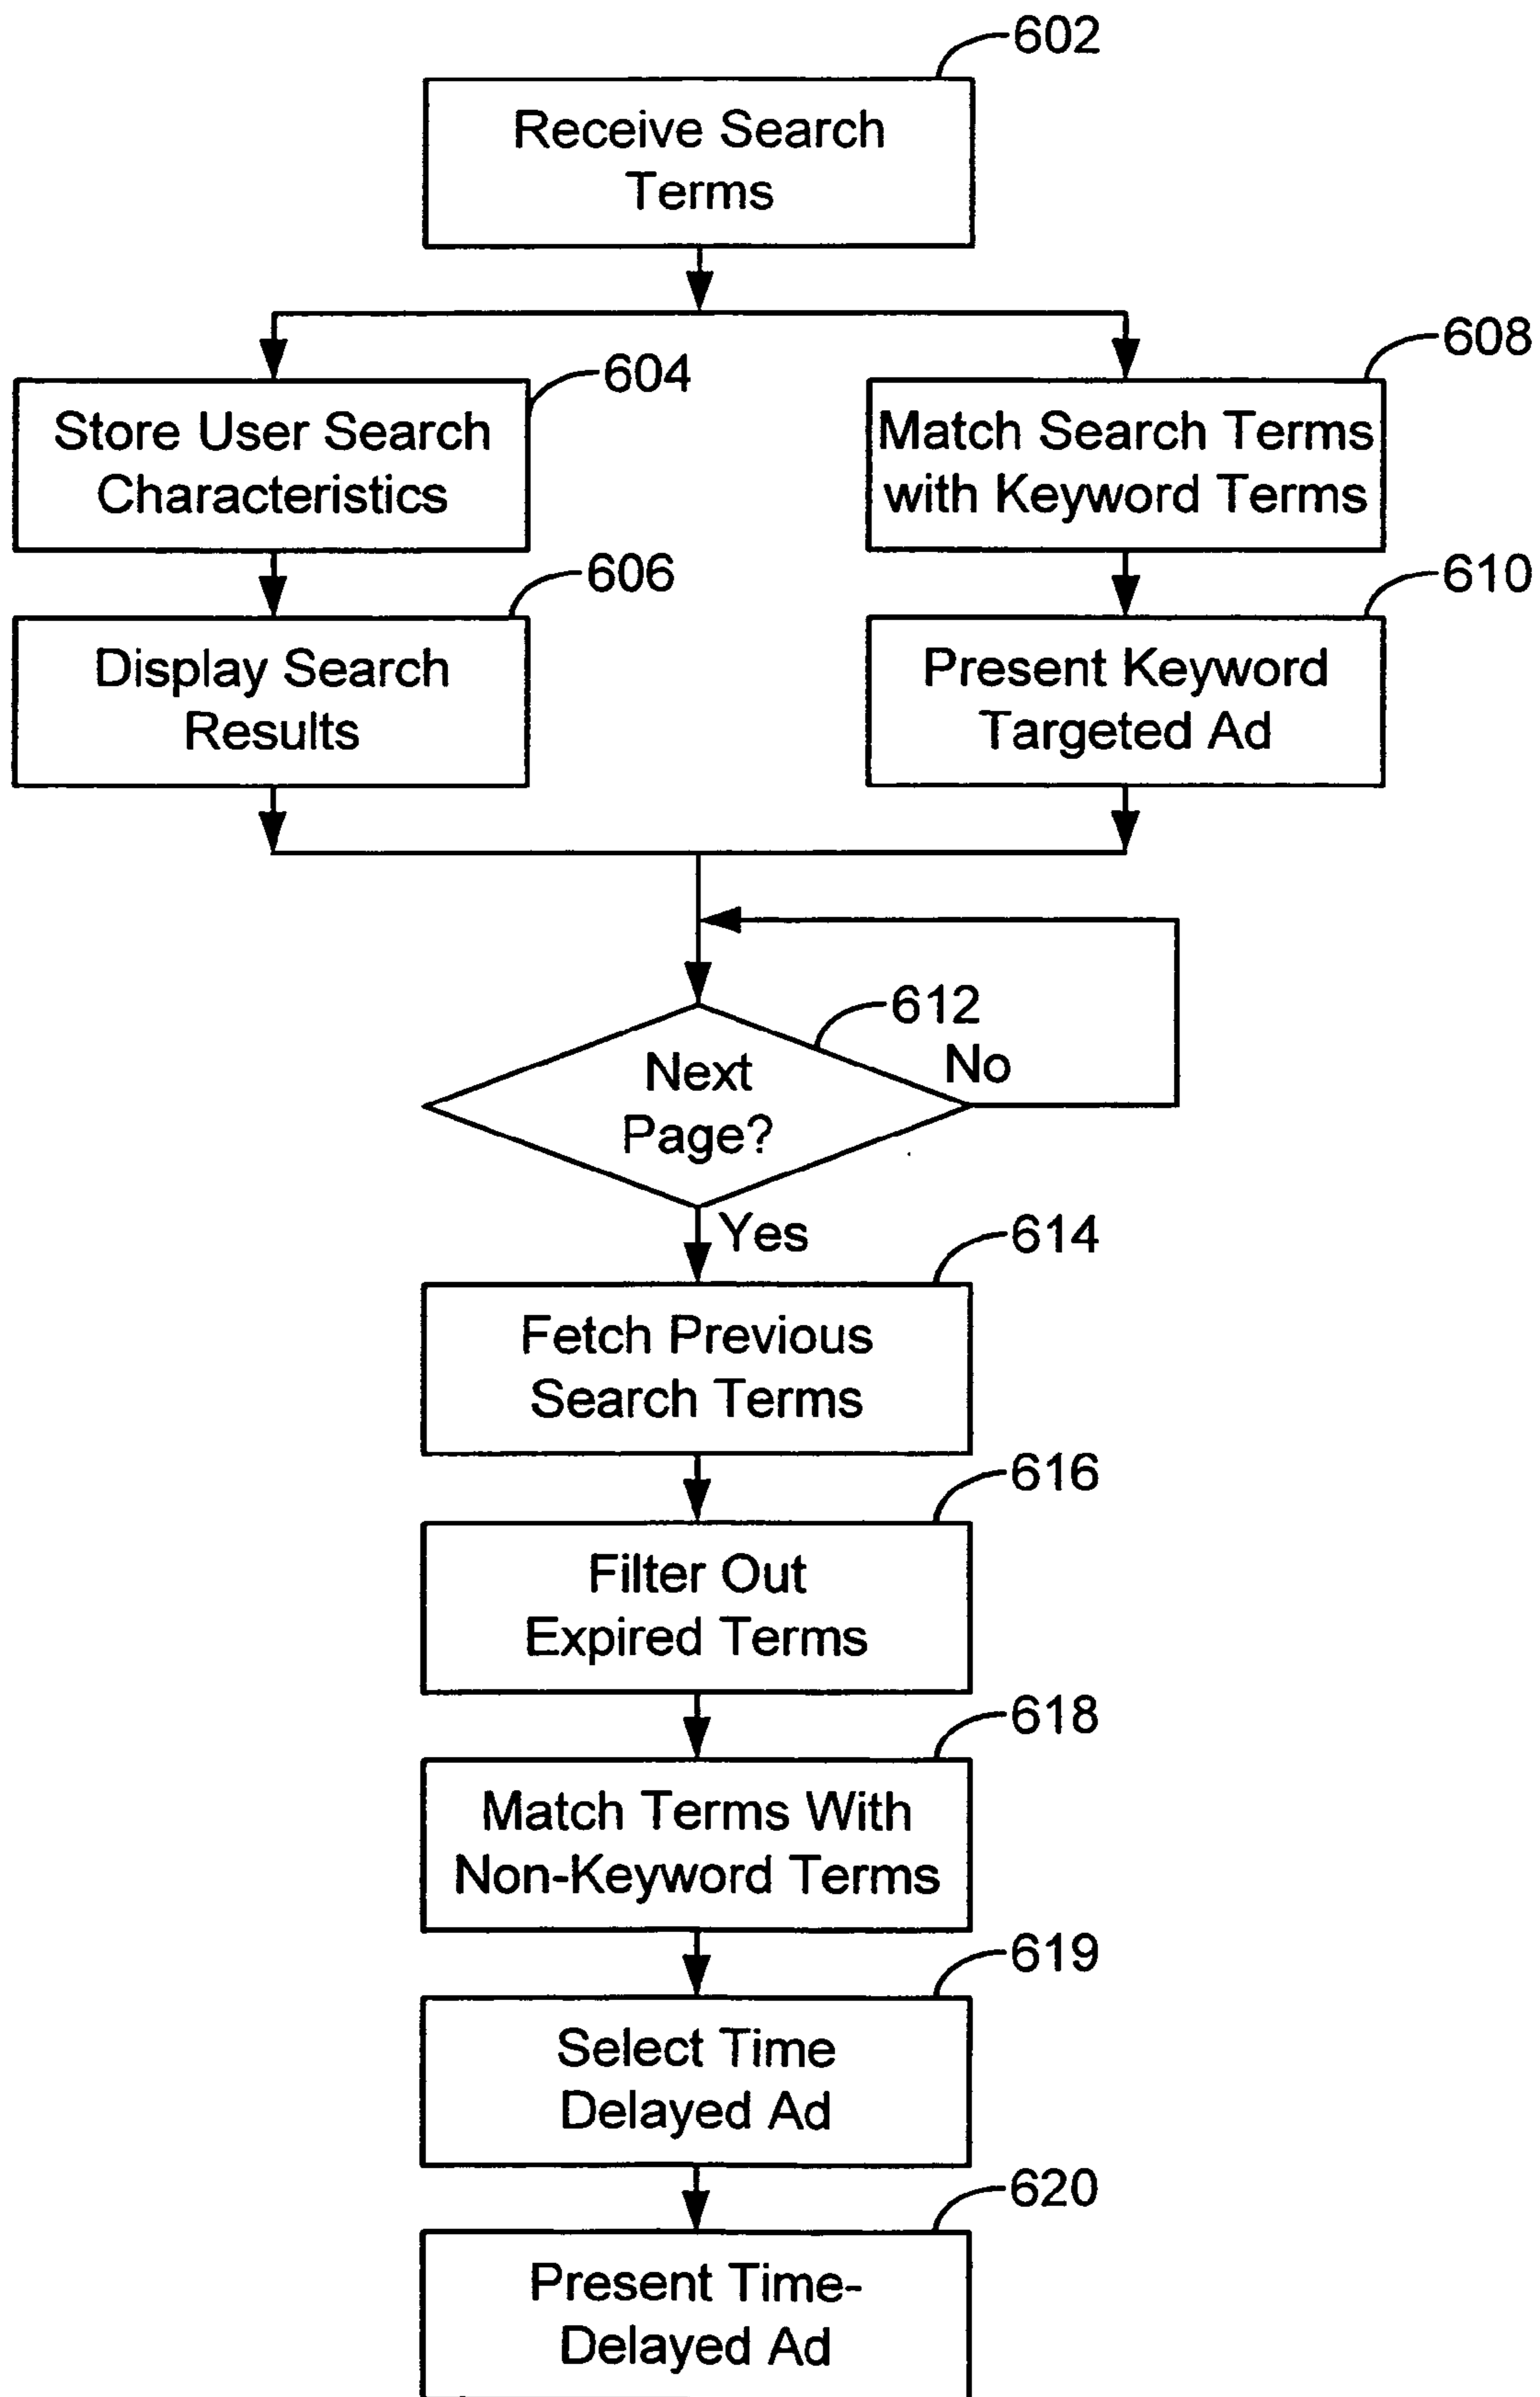 602
Receive Search
Terms
604
Store User Search
Characteristics
608
Match Search Terms
with Keyword Terms
606
Display Search
Results
610
Present Keyword
Targeted Ad
612
Next
Page?
No
Yes
614
Fetch Previous
Search Terms
616
Filter Out
Expired Terms
618
Match Terms With
Non-Keyword Terms
619
Select Time
Delayed Ad
620
Present Time-
Delayed Ad